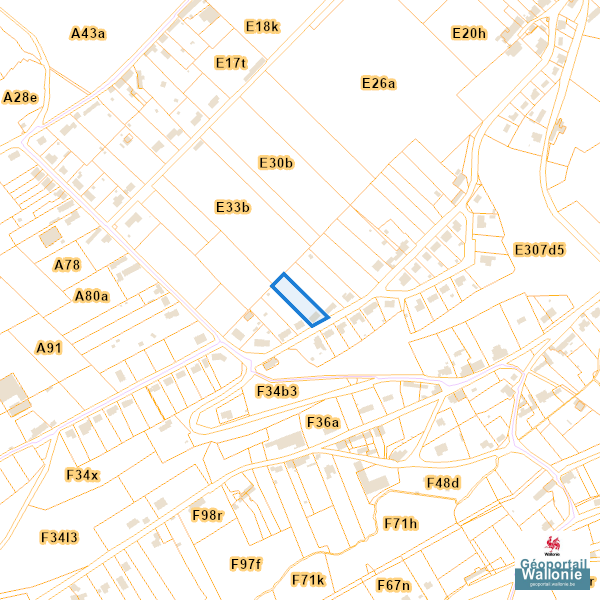 E18k
A43a
E20h
E17t
E26a
A28e
E30b
E33b
E307d5
A78
A80a
A91
F34b3
F36a
F34x
F48d
F98r
F71h
F34l3
F97f
F71k
F67n
Wallonie
Géoportail
Wallonie
geoportail.wallonie.be